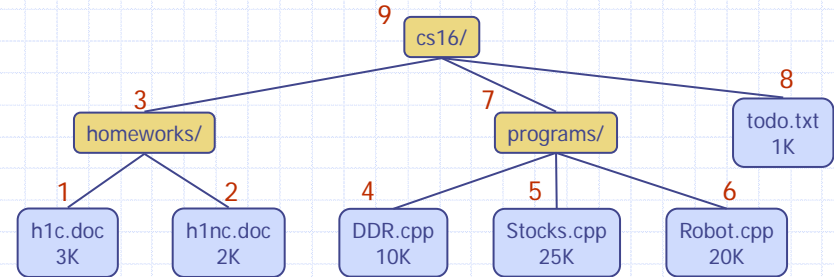 9
cs16/
3
7
8
homeworks/
programs/
todo.txt
1K
1
2
4
5
6
h1c.doc
3K
h1nc.doc
2K
DDR.cpp
10K
Stocks.cpp
25K
Robot.cpp
20K